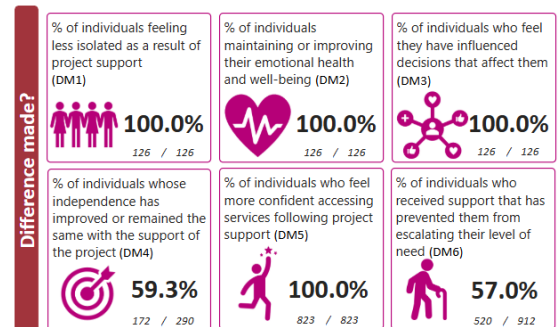 Difference made?
% of individuals feeling
less isolated as a result of
project support
(DM1)
100.0%
126 / 126
% of individuals
maintaining or improving
their emotional health
and well-being (DM2)
100.0%
126 / 126
% of individuals who feel
they have influenced
decisions that affect them
(DM3)
100.0%
126 / 126
% of individuals whose
independence has
improved or remained the
same with the support of
the project (DM4)
59.3%
172 / 290
% of individuals who feel
more confident accessing
services following project
support (DM5)
100.0%
823 / 823
% of individuals who
received support that has
prevented them from
escalating their level of
need (DM6)
57.0%
520 / 912